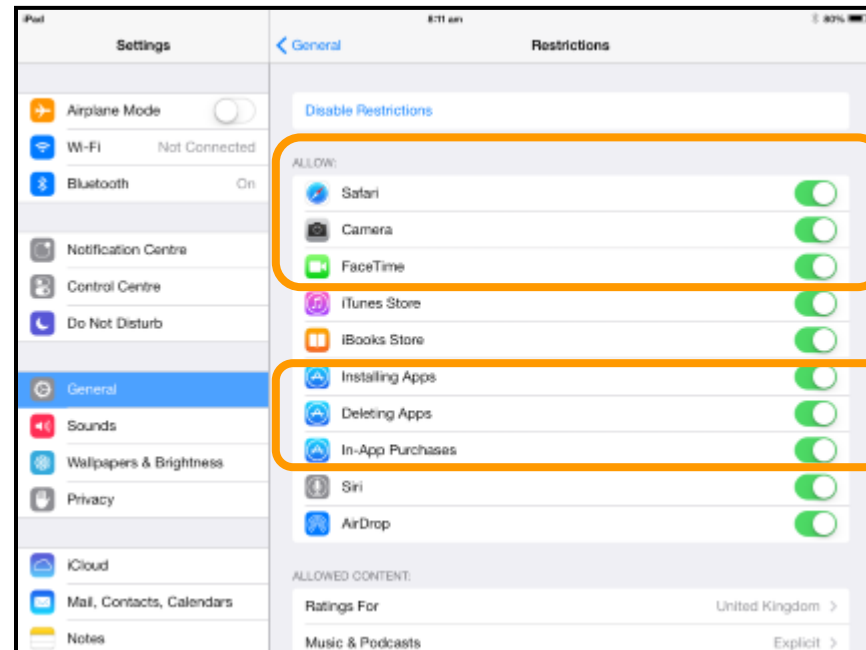 iPad 8:11 am 80%
Settings
General Restrictions
Airplane Mode
Wi-Fi Not Connected
Bluetooth On
Notification Centre
Control Centre
Do Not Disturb
General
Sounds
Wallpapers & Brightness
Privacy
iCloud
Mail, Contacts, Calendars
Notes
Disable Restrictions
ALLOW:
Safari
Camera
FaceTime
iTunes Store
iBooks Store
Installing Apps
Deleting Apps
In-App Purchases
Siri
AirDrop
ALLOWED CONTENT:
Ratings For United Kingdom
Music & Podcasts Explicit